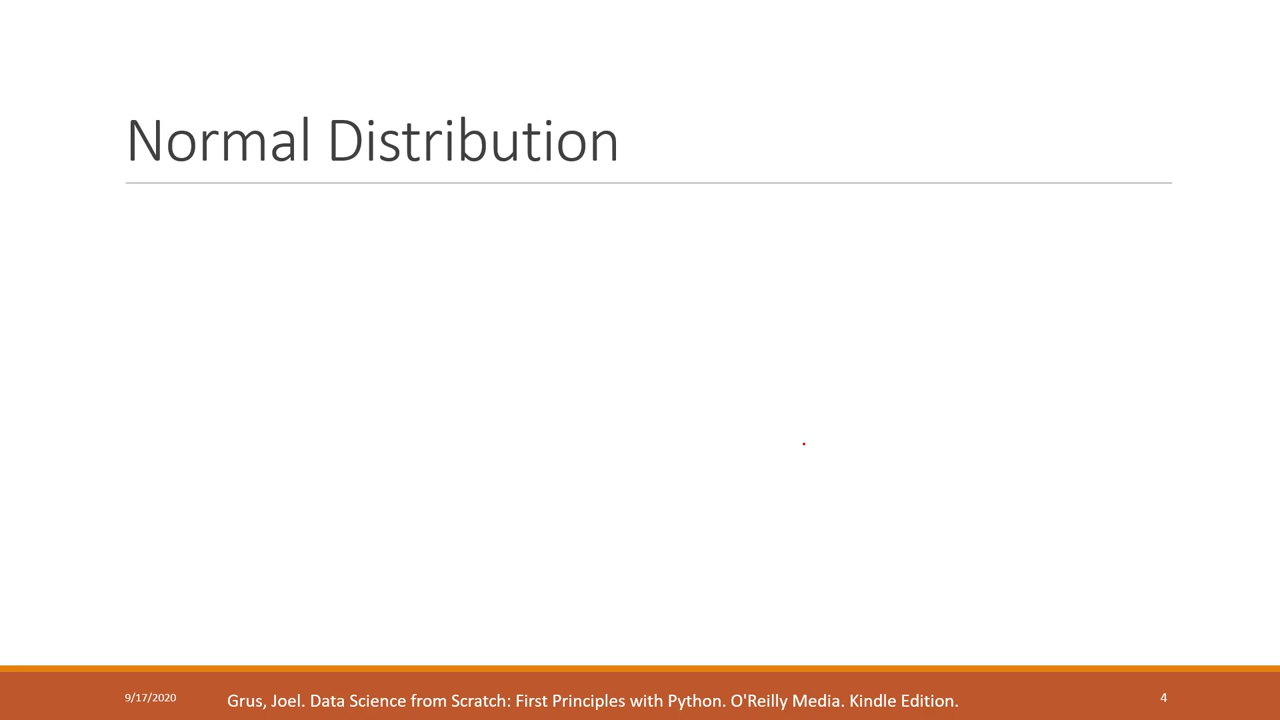 Normal Distribution
9/17/2020
Grus, Joel. Data Science from Scratch: First Principles with Python. O'Reilly Media. Kindle Edition.
4